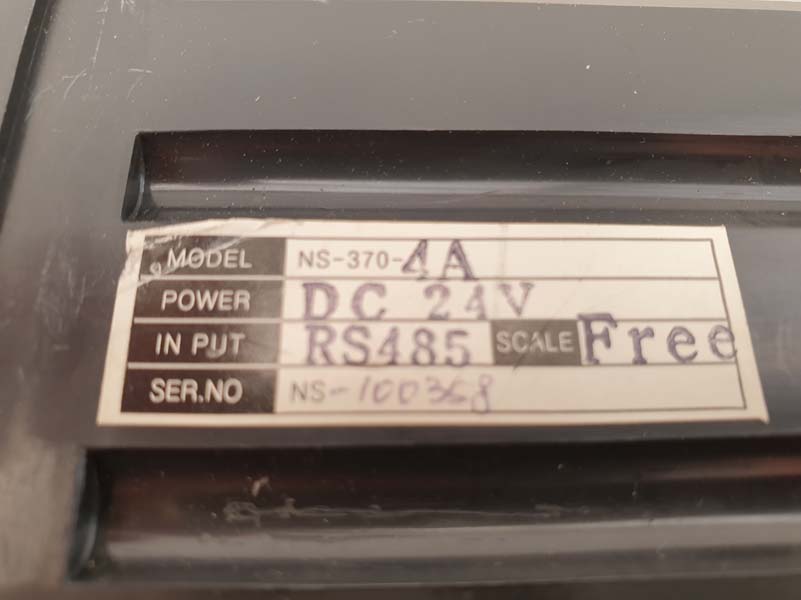 MODEL NS-370-4A
POWER DC 24V
IN PUT RS485 SCALE Free
SER.NO NS-100368